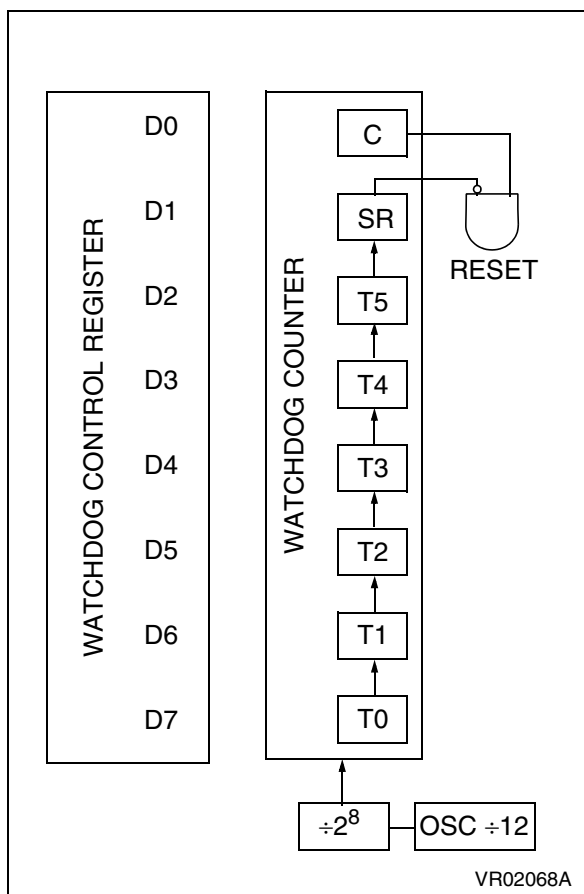 WATCHDOG CONTROL REGISTER
D0
D1
D2
D3
D4
D5
D6
D7
WATCHDOG COUNTER
C
SR
T5
T4
T3
T2
T1
T0
RESET
÷2⁸
OSC ÷12
VR02068A